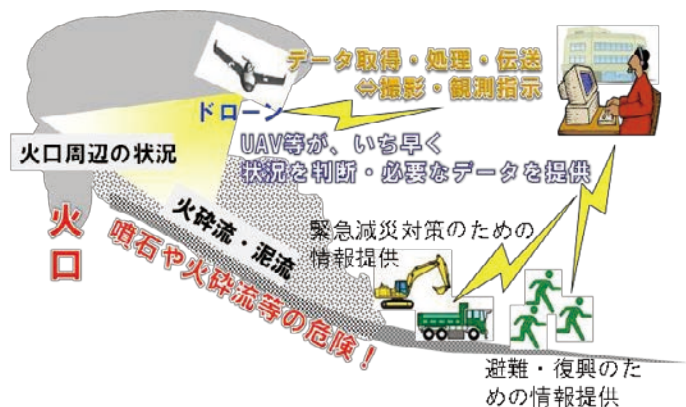 データ取得・処理・伝送
⇔撮影・観測指示
ドローン
UAV等が、いち早く
状況を判断・必要なデータを提供
火口周辺の状況
火口
火砕流・泥流
噴石や火砕流等の危険！
緊急減災対策のための
情報提供
避難・復興のた
めの情報提供